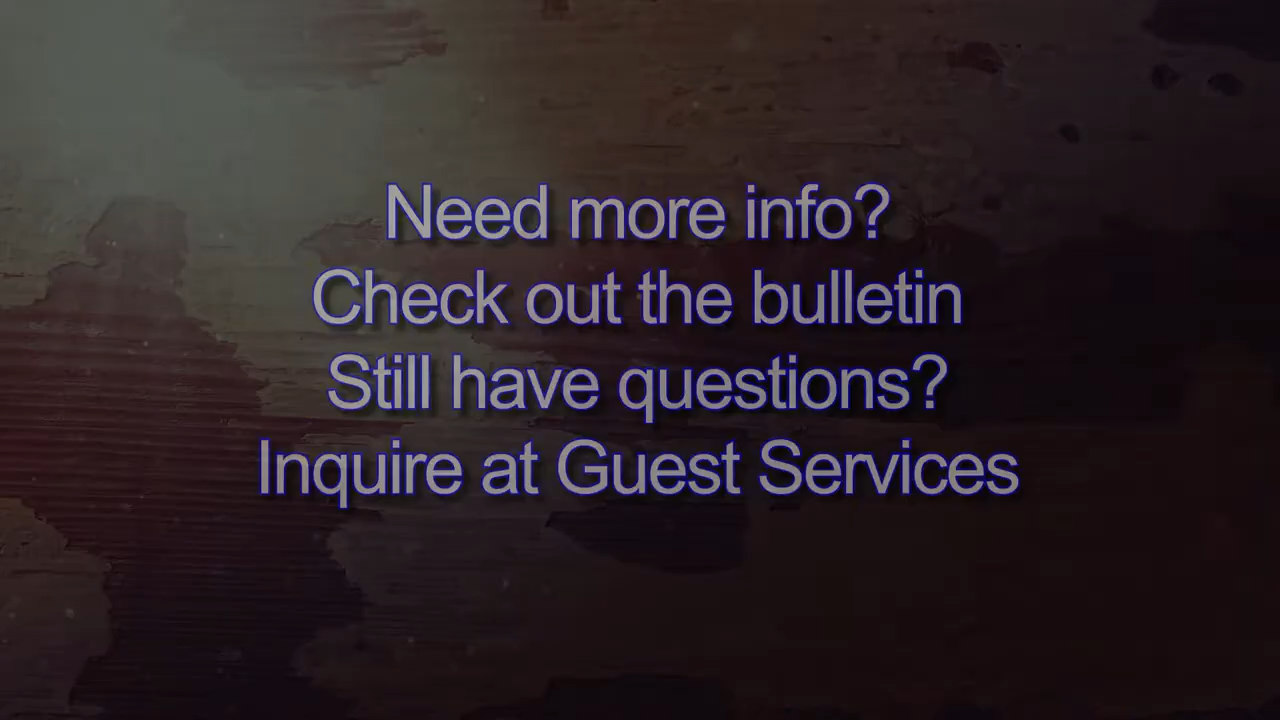 Need more info?
Check out the bulletin
Still have questions?
Inquire at Guest Services